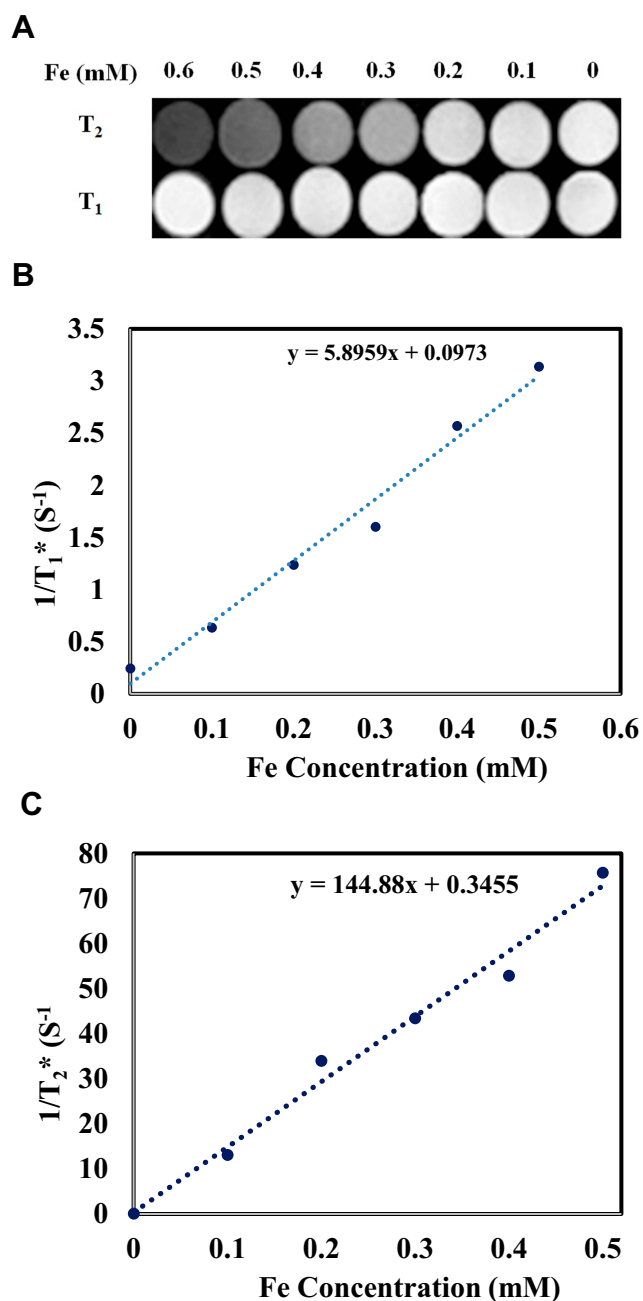 A
Fe (mM) 0.6 0.5 0.4 0.3 0.2 0.1 0
T₂
T₁
B
3.5
y = 5.8959x + 0.0973
3
2.5
2
1.5
1
0.5
0
1/T₁* (S⁻¹)
0 0.1 0.2 0.3 0.4 0.5 0.6
Fe Concentration (mM)
C
80
y = 144.88x + 0.3455
70
60
50
40
30
20
10
0
1/T₂* (S⁻¹
0 0.1 0.2 0.3 0.4 0.5
Fe Concentration (mM)